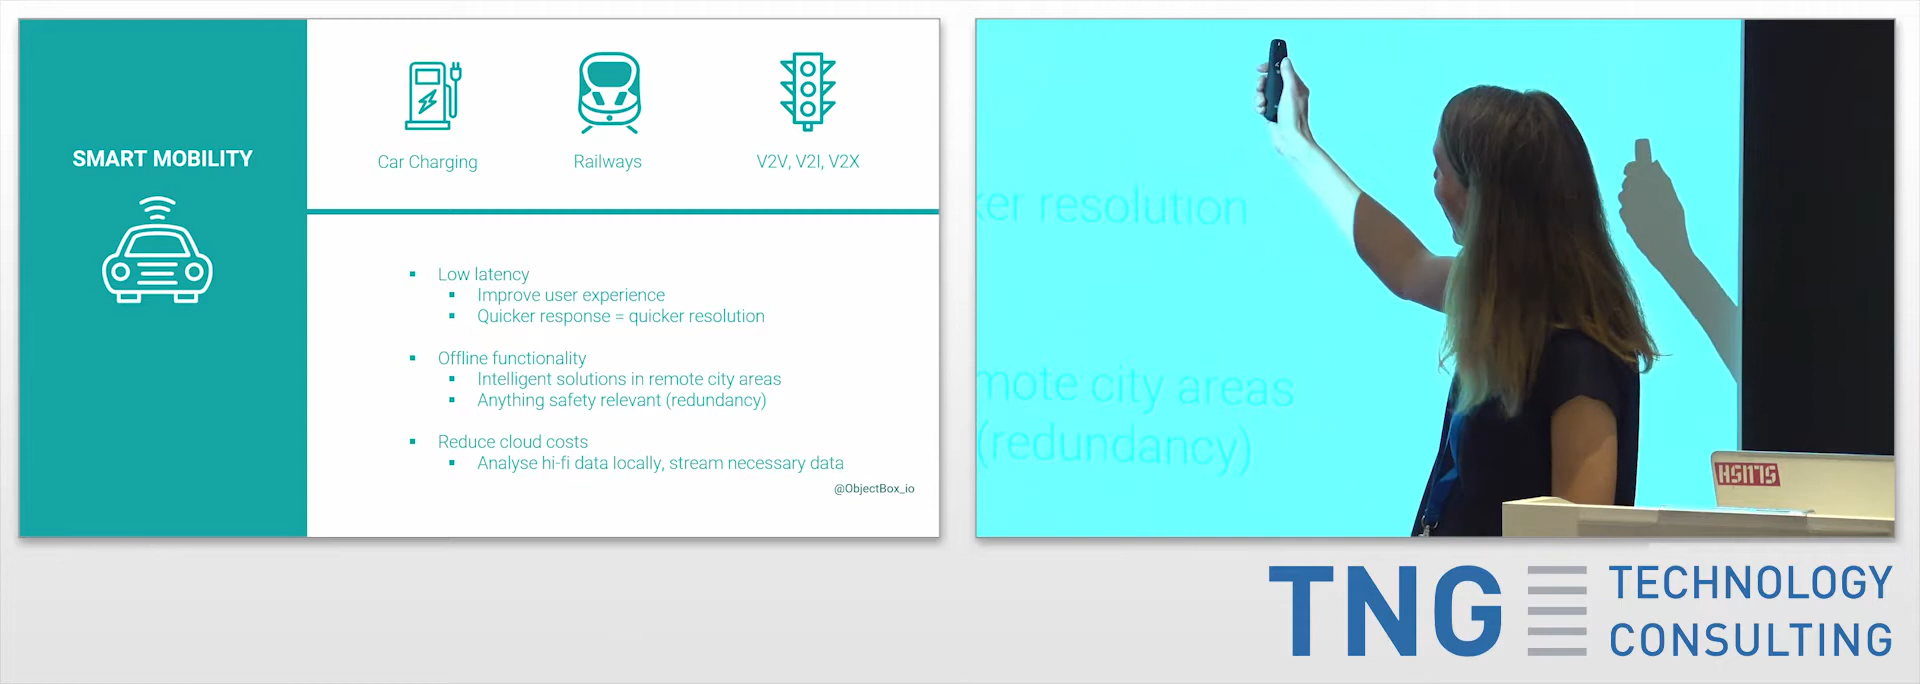 SMART MOBILITY
Car Charging
Railways
V2V, V2I, V2X
Low latency
Improve user experience
Quicker response = quicker resolution
Offline functionality
Intelligent solutions in remote city areas
Anything safety relevant (redundancy)
Reduce cloud costs
Analyse hi-fi data locally, stream necessary data
@ObjectBox_io
ker resolution
mote city areas
(redundancy)
TNG TECHNOLOGY
CONSULTING